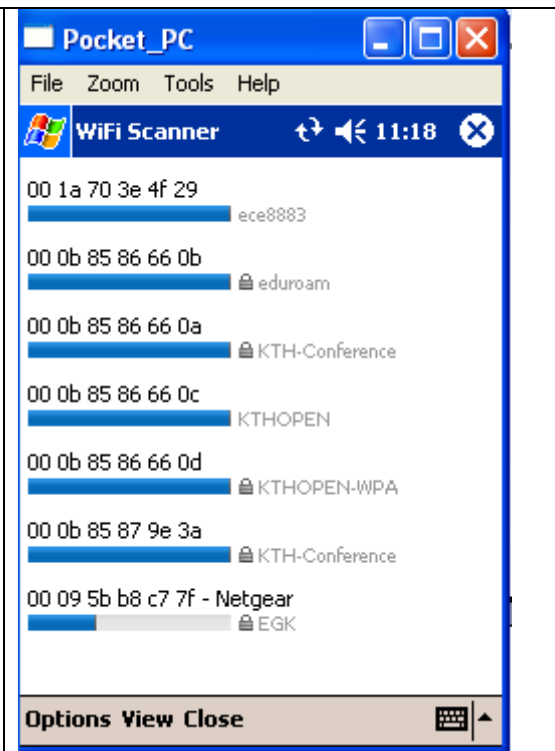 Pocket_PC
File Zoom Tools Help
WiFi Scanner 11:18
00 1a 70 3e 4f 29
ece8883
00 0b 85 86 66 0b
eduroam
00 0b 85 86 66 0a
KTH-Conference
00 0b 85 86 66 0c
KTHOPEN
00 0b 85 86 66 0d
KTHOPEN-WPA
00 0b 85 87 9e 3a
KTH-Conference
00 09 5b b8 c7 7f - Netgear
EGK
Options View Close